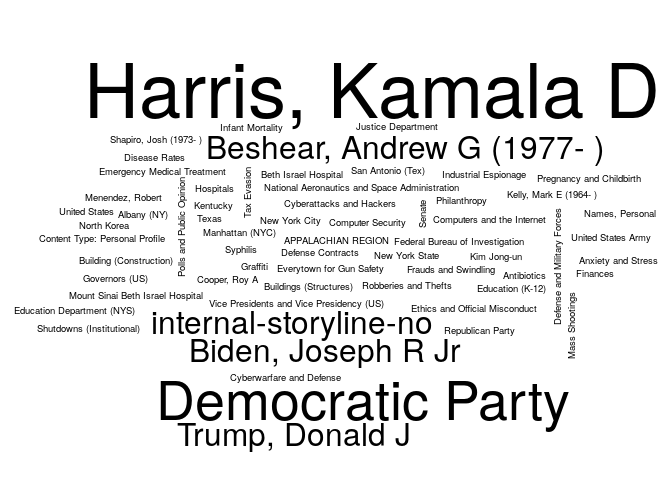 Harris, Kamala D
Infant Mortality
Justice Department
Shapiro, Josh (1973- )
Beshear, Andrew G (1977- )
Disease Rates
Emergency Medical Treatment
Tax Evasion
Beth Israel Hospital
San Antonio (Tex)
Industrial Espionage
Pregnancy and Childbirth
Polls and Public Opinion
Hospitals
National Aeronautics and Space Administration
Menendez, Robert
Kentucky
Cyberattacks and Hackers
Senate
Philanthropy
Kelly, Mark E (1964- )
United States
Albany (NY)
Texas
New York City
Computer Security
Computers and the Internet
Defense and Military Forces
Names, Personal
North Korea
Manhattan (NYC)
Content Type: Personal Profile
APPALACHIAN REGION
Federal Bureau of Investigation
United States Army
Syphilis
Defense Contracts
New York State
Kim Jong-un
Building (Construction)
Graffiti
Everytown for Gun Safety
Frauds and Swindling
Antibiotics
Anxiety and Stress
Finances
Governors (US)
Cooper, Roy A
Buildings (Structures)
Robberies and Thefts
Education (K-12)
Mount Sinai Beth Israel Hospital
Vice Presidents and Vice Presidency (US)
Ethics and Official Misconduct
Mass Shootings
Education Department (NYS)
Shutdowns (Institutional)
internal-storyline-no
Republican Party
Biden, Joseph R Jr
Cyberwarfare and Defense
Democratic Party
Trump, Donald J